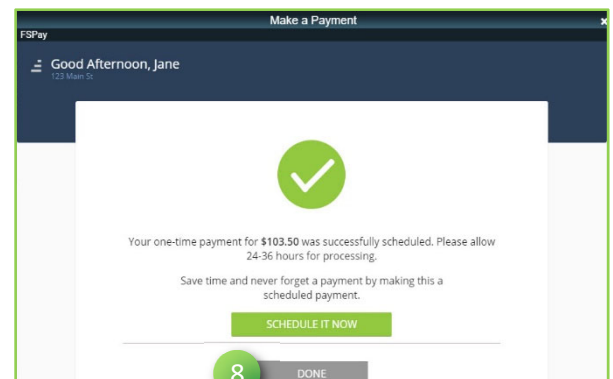 Make a Payment
x
FSPay
Good Afternoon, Jane
123 Main St
Your one-time payment for $103.50 was successfully scheduled. Please allow
24-36 hours for processing.
Save time and never forget a payment by making this a
scheduled payment.
SCHEDULE IT NOW
8
DONE